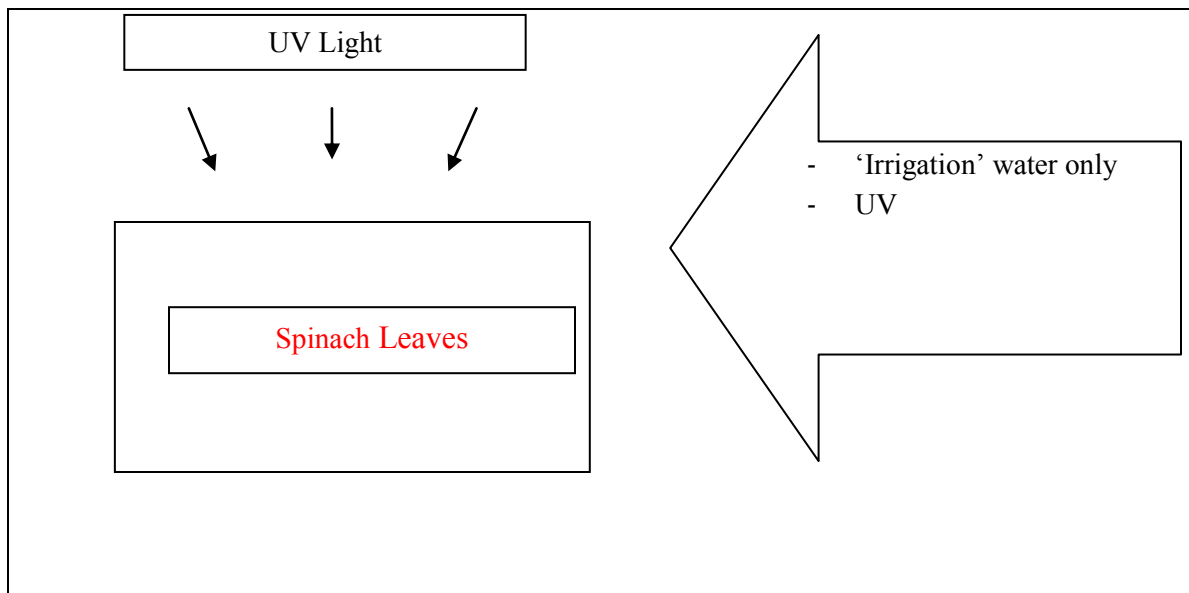 UV Light
- ‘Irrigation’ water only
- UV
Spinach Leaves